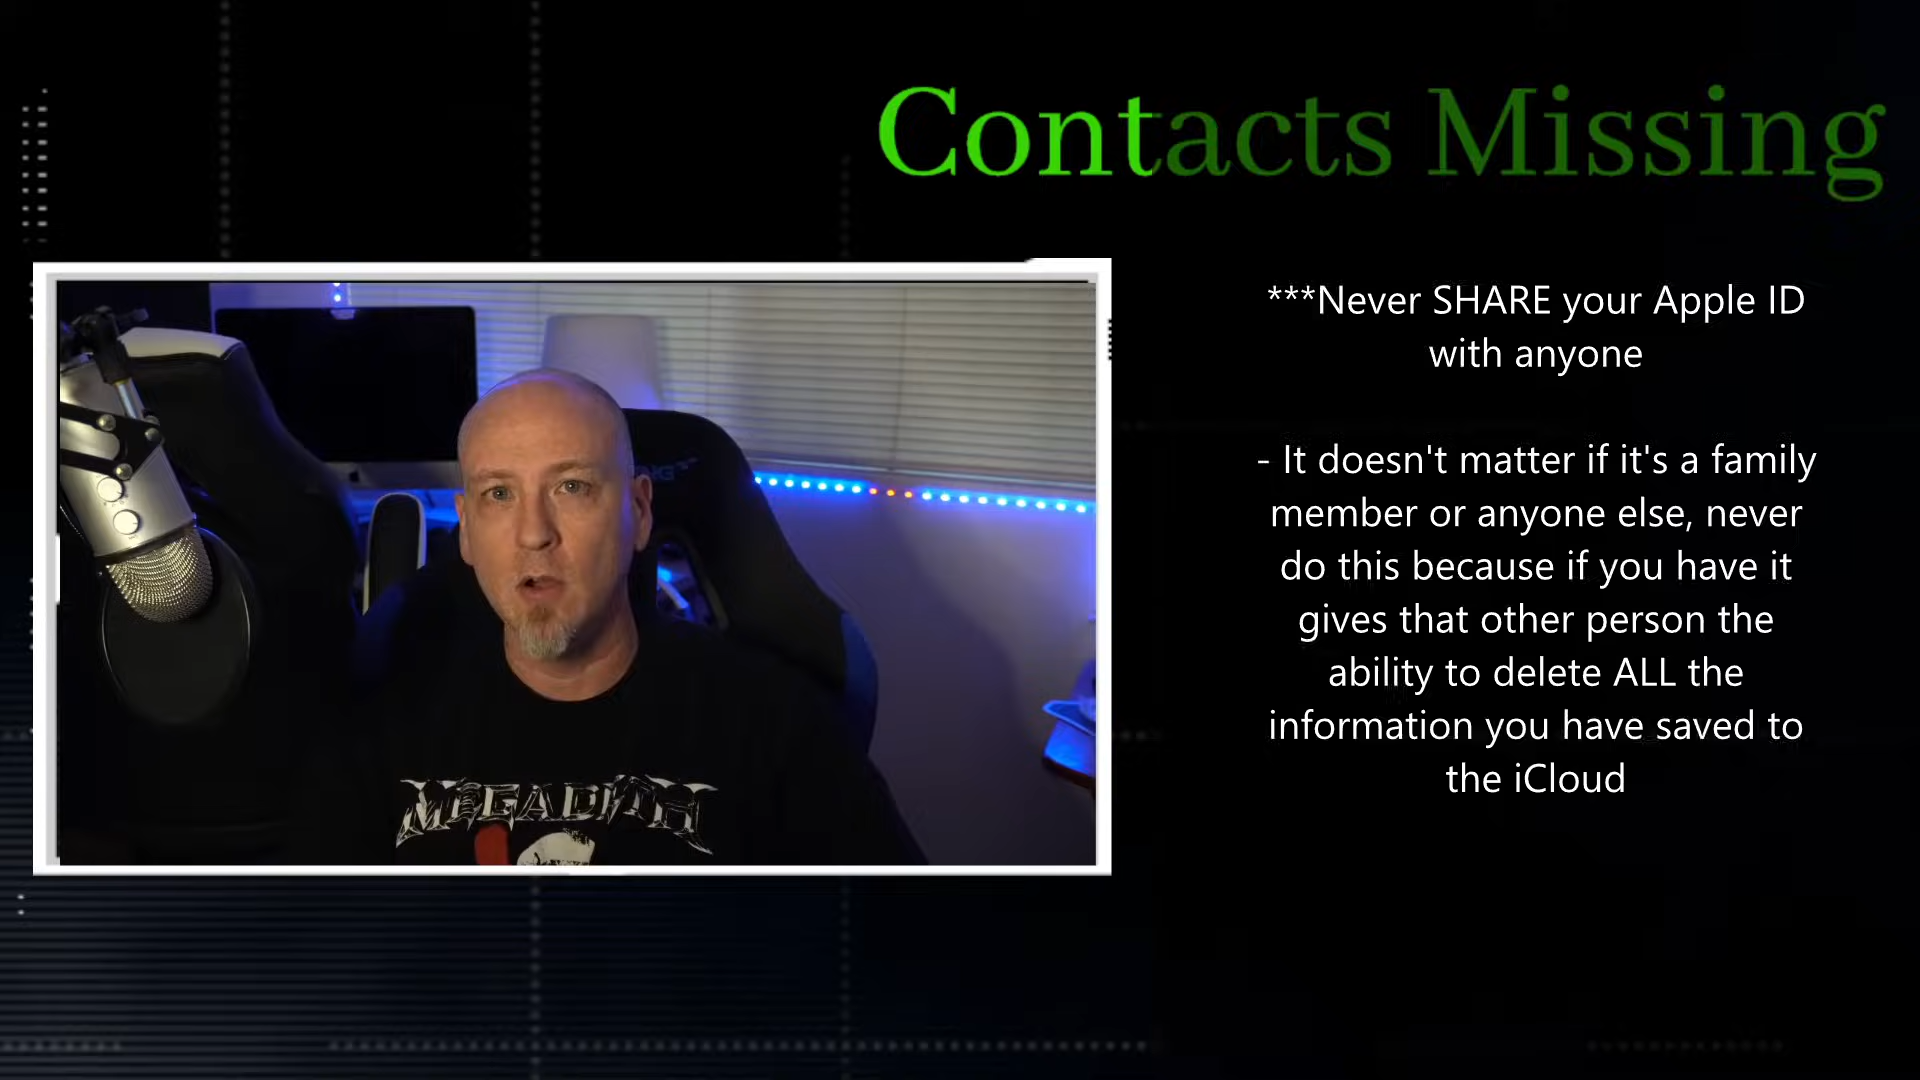 Contacts Missing
***Never SHARE your Apple ID
with anyone
- It doesn't matter if it's a family
member or anyone else, never
do this because if you have it
gives that other person the
ability to delete ALL the
information you have saved to
the iCloud
MEGADETH